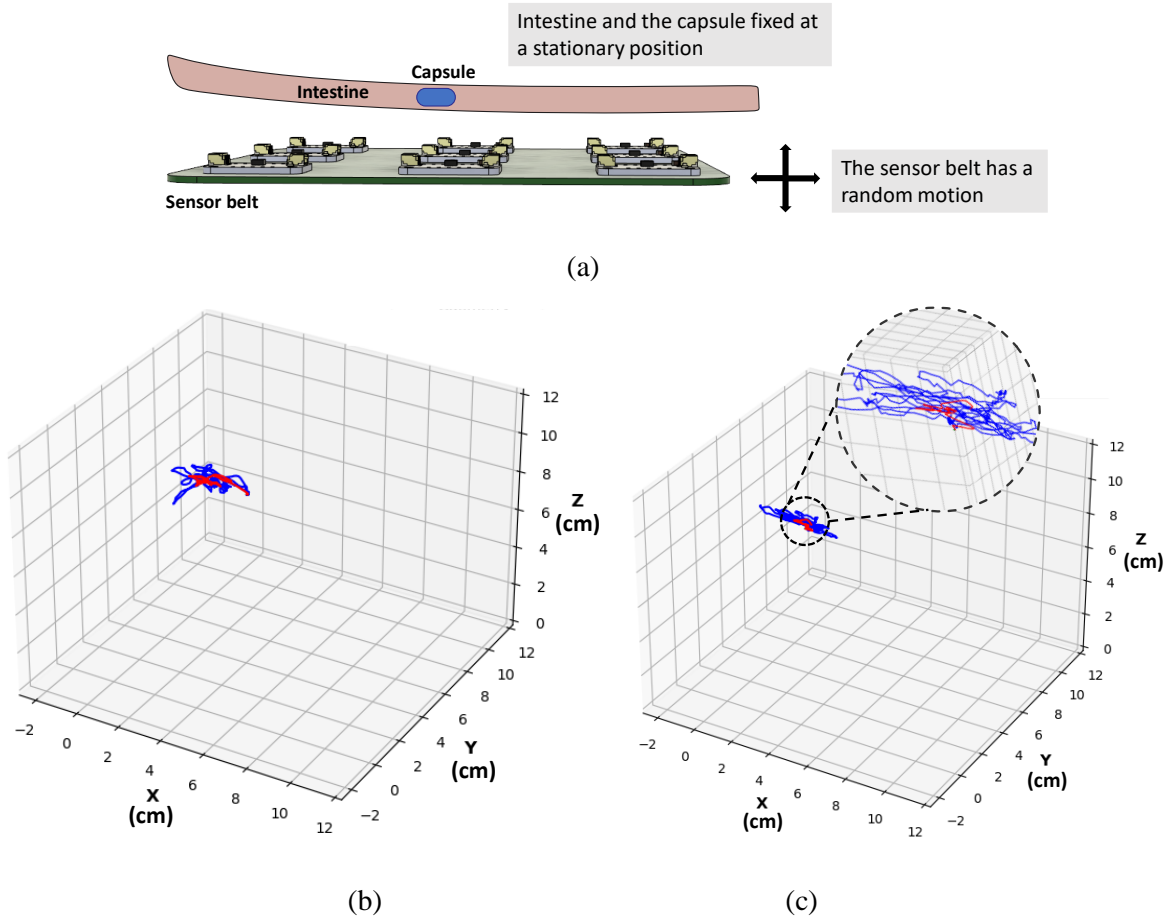 Intestine and the capsule fixed at
a stationary position
Capsule
Intestine
The sensor belt has a
random motion
Sensor belt
(a)
12
10
8
6
4
2
0
Z
(cm)
−2
0
2
4
6
8
10
12
X
(cm)
−2
0
2
4
6
8
10
12
Y
(cm)
12
10
8
6
4
2
0
Z
(cm)
−2
0
2
4
6
8
10
12
X
(cm)
−2
0
2
4
6
8
10
12
Y
(cm)
(b)
(c)